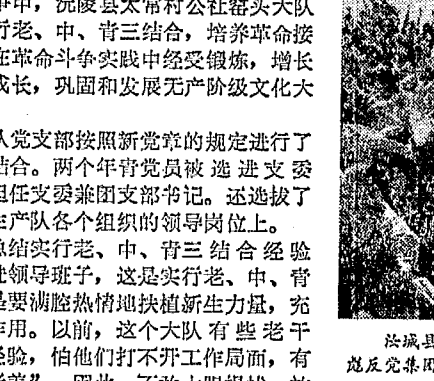 争中，沅陵县太常村公社窑头大队
行老、中、青三结合，培养革命接
在革命斗争实践中经受锻炼，增长
成长，巩固和发展无产阶级文化大
党支部按照新党章的规定进行了
结合。两个年青党员被选进支委
担任支委兼团支部书记。还选拔了
生产队各个组织的领导岗位上。
总结实行老、中、青三结合经验
进领导班子，这是实行老、中、青
是要满腔热情地扶植新生力量，充
作用。以前，这个大队有些老干
经验，怕他们打不开工作局面，有
汝城县
彪反党集团